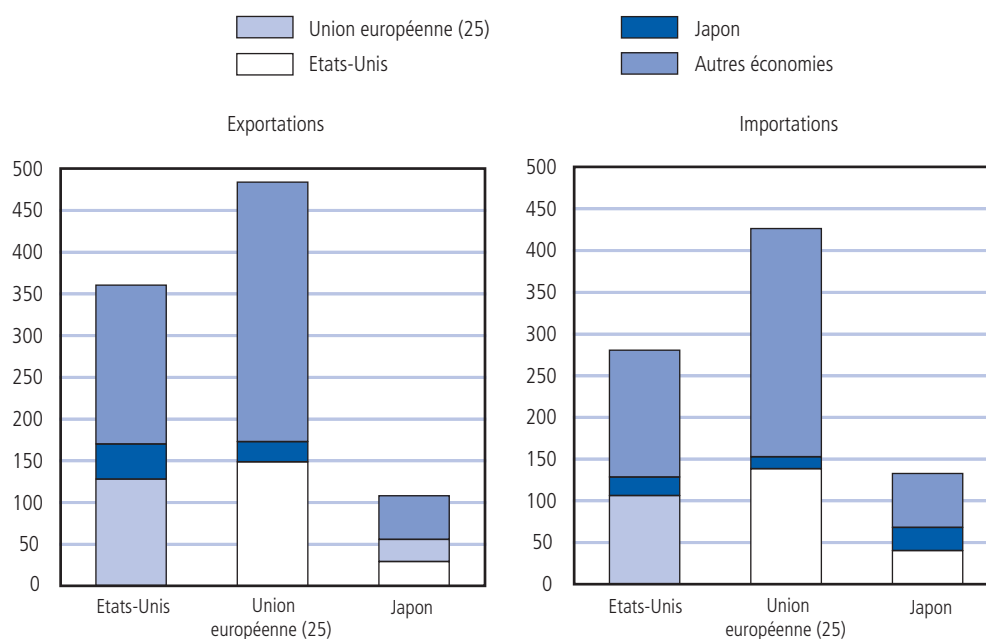 Union européenne (25)
Japon
Etats-Unis
Autres économies
Exportations
500
450
400
350
300
250
200
150
100
50
0
Etats-Unis
Union
européenne (25)
Japon
Importations
500
450
400
350
300
250
200
150
100
50
0
Etats-Unis
Union
européenne (25)
Japon